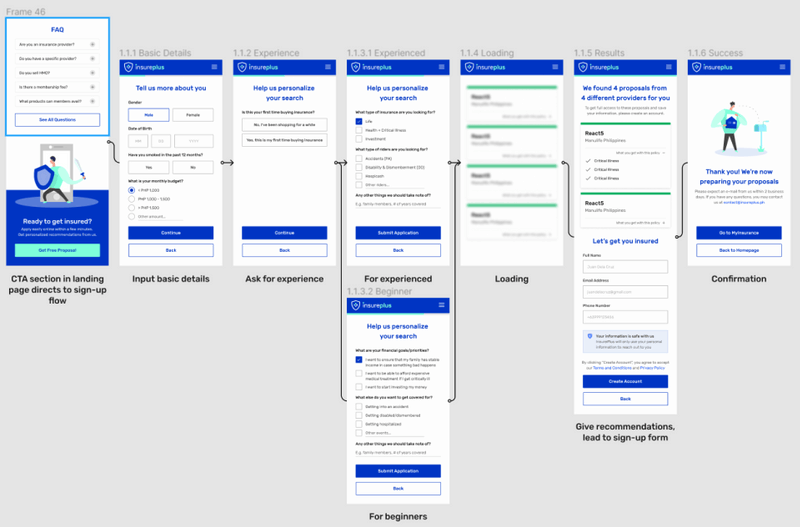 Frame 46
FAQ
Are you an insurance provider?
Do you have a specific provider?
Do you sell HMO?
Is there a membership fee?
What products can members avail?
See All Questions
Ready to get insured?
Apply easily online within a few minutes.
Get personalized recommendations from us.
Get Free Proposal
CTA section in landing
page directs to sign-up
flow
1.1.1 Basic Details
insureplus
Tell us more about you
Gender
Male
Female
Date of Birth
Have you smoked in the past 12 months?
Yes
No
What is your monthly budget?
< PHP 1,000
PHP 1,000 - 1,500
> PHP 1,500
Other amount...
Continue
Back
Input basic details
1.1.2 Experience
insureplus
Help us personalize
your search
Is this your first time buying insurance?
No, I've been shopping for a while
Yes, this is my first time buying insurance
Continue
Back
Ask for experience
1.1.3.1 Experienced
insureplus
Help us personalize
your search
What type of insurance are you looking for?
Life
Health + Critical Illness
Investment
What type of riders are you looking for?
Accidents (PA)
Disability & Dismemberment (DD)
Hospicash
Other riders...
Any other things we should take note of?
E.g. family members, # of years covered
Submit Application
Back
For experienced
1.1.3.2 Beginner
insureplus
Help us personalize
your search
What are your financial goals/priorities?
I want to ensure that my family has stable
income in case something bad happens
I want to be able to afford expensive
medical treatment if I get critically ill
I want to start investing my money
What else do you want to get covered for?
Getting into an accident
Getting disabled/dismembered
Getting hospitalized
Other events...
Any other things we should take note of?
E.g. family members, # of years covered
Submit Application
Back
For beginners
1.1.4 Loading
insureplus
Loading
1.1.5 Results
insureplus
We found 4 proposals from
4 different providers for you
To get full access to these proposals and save
your information, please create an account.
React5
Manulife Philippines
What you get with this policy
Critical Illness
Critical Illness
Critical Illness
React5
Manulife Philippines
What you get with this policy
Let's get you insured
Full Name
Email Address
Phone Number
Your information is safe with us
InsurePlus will only use your personal
information to reach out to you.
By clicking "Create Account", you agree to accept
our Terms and Conditions and Privacy Policy
Create Account
Back
Give recommendations,
lead to sign-up form
1.1.6 Success
insureplus
Thank you! We're now
preparing your proposals
Please expect an e-mail from us within 2 business
days. If you have any questions, you may contact
us at contact@insureplus.ph
Go to MyInsurance
Back to Homepage
Confirmation